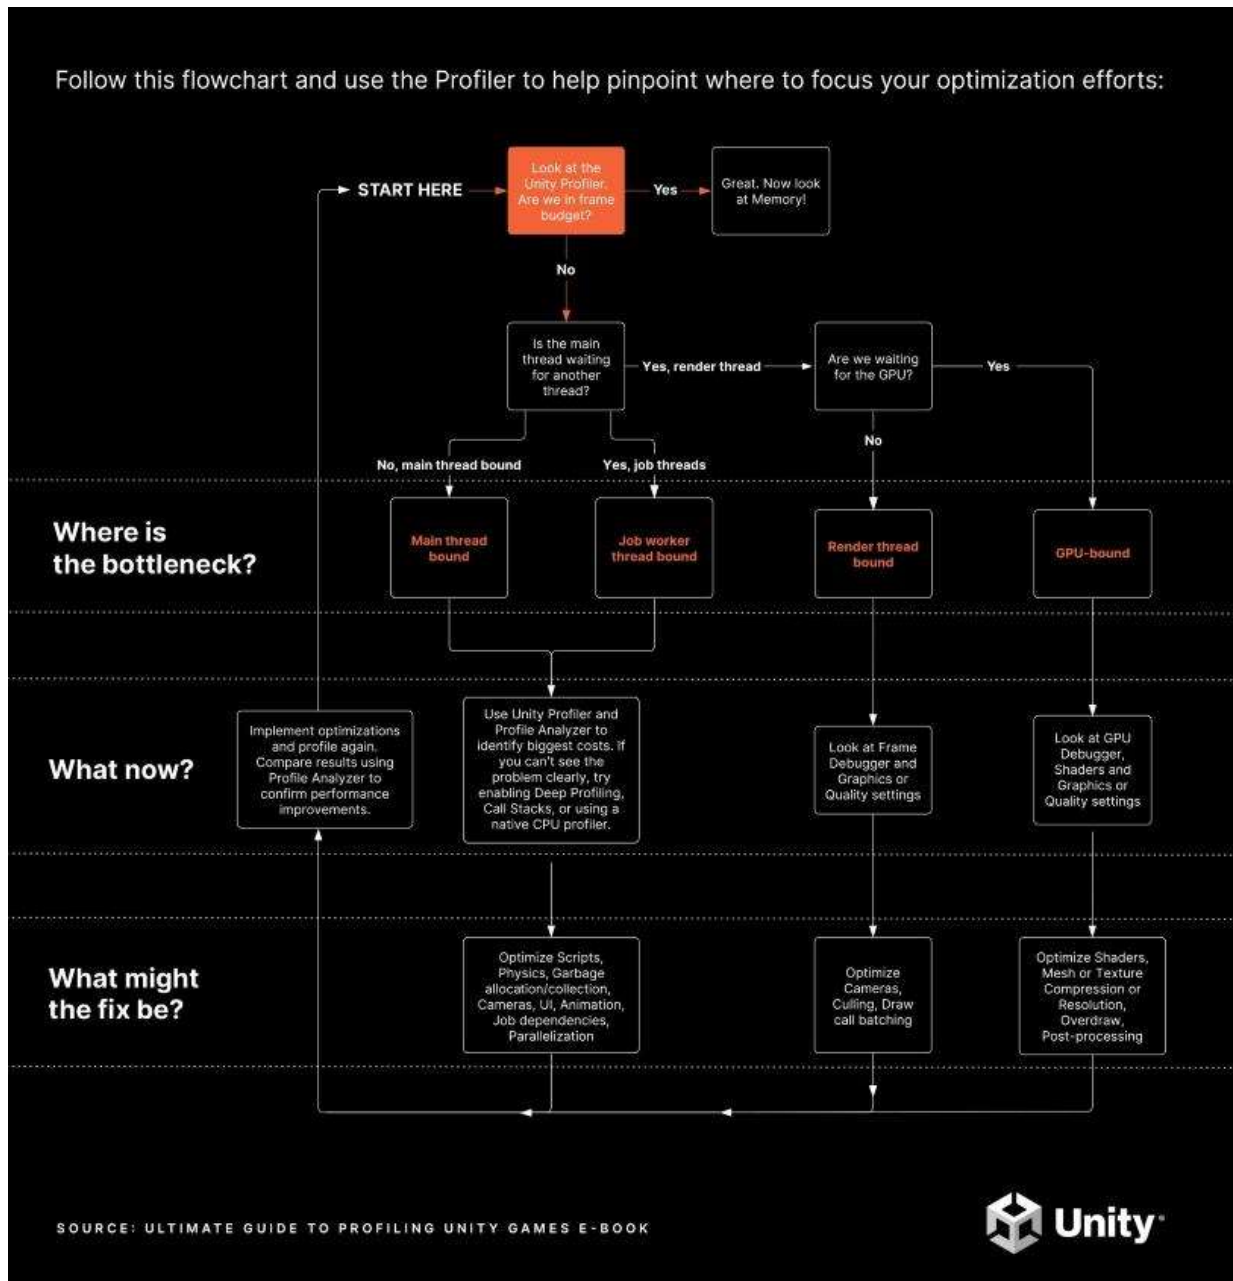 Follow this flowchart and use the Profiler to help pinpoint where to focus your optimization efforts:
START HERE
Look at the
Unity Profiler.
Are we in frame
budget?
Yes
Great. Now look
at Memory!
No
Is the main
thread waiting
for another
thread?
Yes, render thread
Are we waiting
for the GPU?
Yes
No
No, main thread bound
Yes, job threads
Where is
the bottleneck?
Main thread
bound
Job worker
thread bound
Render thread
bound
GPU-bound
What now?
Implement optimizations
and profile again.
Compare results using
Profile Analyzer to
confirm performance
improvements.
Use Unity Profiler and
Profile Analyzer to
identify biggest costs. If
you can't see the
problem clearly, try
enabling Deep Profiling,
Call Stacks, or using a
native CPU profiler.
Look at Frame
Debugger and
Graphics or
Quality settings
Look at GPU
Debugger,
Shaders and
Graphics or
Quality settings
What might
the fix be?
Optimize Scripts,
Physics, Garbage
allocation/collection,
Cameras, UI, Animation,
Job dependencies,
Parallelization
Optimize
Cameras,
Culling, Draw
call batching
Optimize Shaders,
Mesh or Texture
Compression or
Resolution,
Overdraw,
Post-processing
SOURCE: ULTIMATE GUIDE TO PROFILING UNITY GAMES E-BOOK
Unity